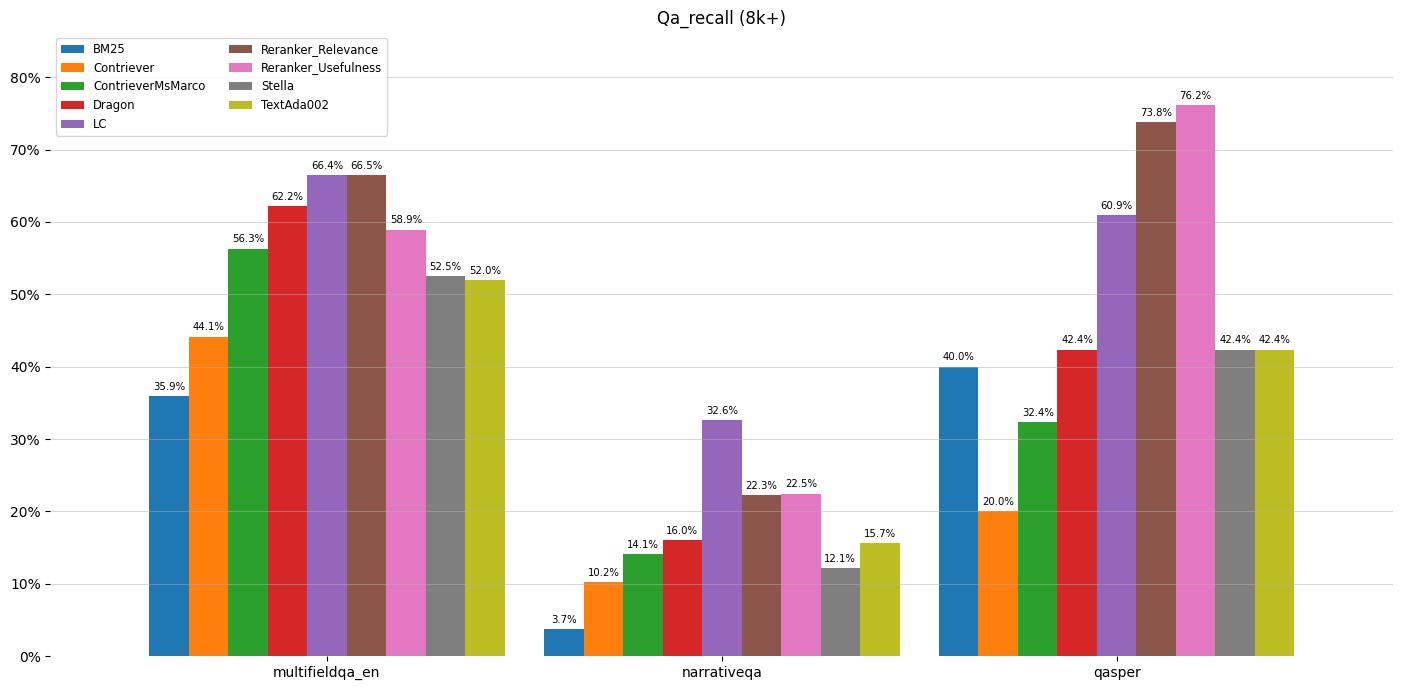 Qa_recall (8k+)
BM25
Contriever
ContrieverMsMarco
Dragon
LC
Reranker_Relevance
Reranker_Usefulness
Stella
TextAda002
80%
70%
60%
50%
40%
30%
20%
10%
0%
35.9%
44.1%
56.3%
62.2%
66.4%
66.5%
58.9%
52.5%
52.0%
3.7%
10.2%
14.1%
16.0%
32.6%
22.3%
22.5%
12.1%
15.7%
40.0%
20.0%
32.4%
42.4%
60.9%
73.8%
76.2%
42.4%
42.4%
multifieldqa_en
narrativeqa
qasper